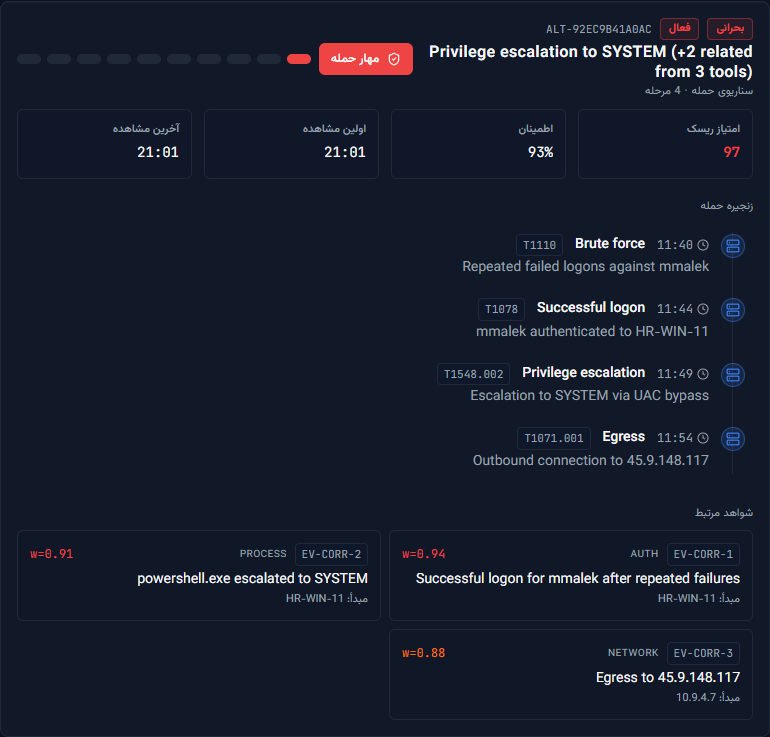 بحرانی فعال ALT-92EC9B41A0AC
Privilege escalation to SYSTEM (+2 related
from 3 tools)
سناریوی حمله · 4 مرحله
مهار حمله
امتیاز ریسک
97
اطمینان
93%
اولین مشاهده
21:01
آخرین مشاهده
21:01
زنجیره حمله
11:40 Brute force T1110
Repeated failed logons against mmalek
11:44 Successful logon T1078
mmalek authenticated to HR-WIN-11
11:49 Privilege escalation T1548.002
Escalation to SYSTEM via UAC bypass
11:54 Egress T1071.001
Outbound connection to 45.9.148.117
شواهد مرتبط
EV-CORR-1 AUTH w=0.94
Successful logon for mmalek after repeated failures
مبدأ: HR-WIN-11
EV-CORR-2 PROCESS w=0.91
powershell.exe escalated to SYSTEM
مبدأ: HR-WIN-11
EV-CORR-3 NETWORK w=0.88
Egress to 45.9.148.117
مبدأ: 10.9.4.7